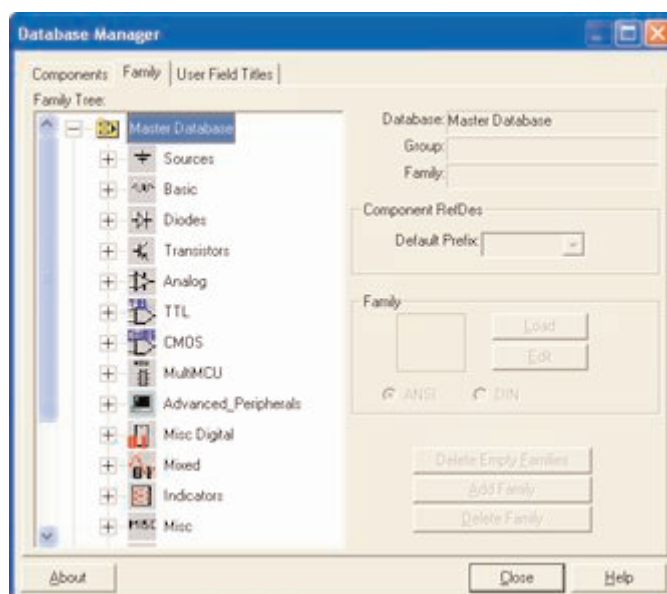 Database Manager
Components Family User Field Titles
Family Tree:
Master Database
Sources
Basic
Diodes
Transistors
Analog
TTL
CMOS
MultiMCU
Advanced_Peripherals
Misc Digital
Mixed
Indicators
MISC Misc
Database: Master Database
Group:
Family:
Component RefDes
Default Prefix:
Family
Load
Edit
ANSI DIN
Delete Empty Families
Add Family
Delete Family
About Close Help